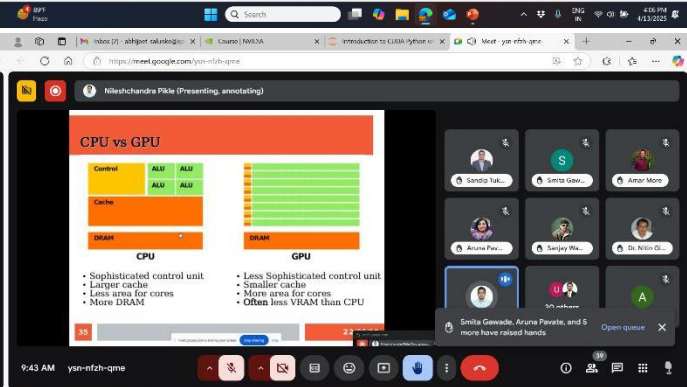 89°F
Haze
Search
ENG
IN
4:06 PM
4/13/2025
Course | NVIDIA
Introduction to CUDA Python wi
Meet - ysn-nfzh-qme
https://meet.google.com/ysn-nfzh-qme
Nileshchandra Pikle (Presenting, annotating)
CPU vs GPU
Control
ALU ALU
ALU ALU
Cache
DRAM
DRAM
CPU
GPU
• Sophisticated control unit
• Larger cache
• Less area for cores
• More DRAM
• Less Sophisticated control unit
• Smaller cache
• More area for cores
• Often less VRAM than CPU
35
Sandip Tuk...
S
Smita Gaw...
Amar More
Aruna Pav...
Sanjay Wa...
Dr. Nitin Gi...
U
30 others
A
Smita Gawade, Aruna Pavate, and 5
more have raised hands
Open queue
9:43 AM ysn-nfzh-qme
39